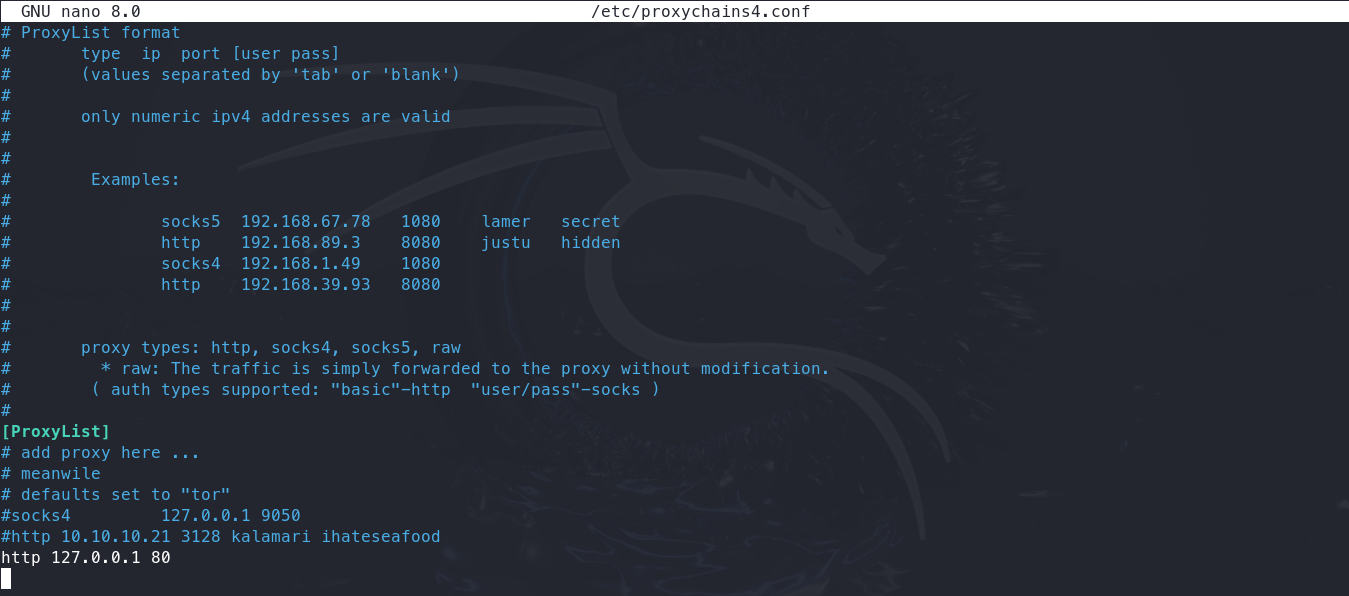 GNU nano 8.0 /etc/proxychains4.conf
# ProxyList format
#       type  ip  port [user pass]
#       (values separated by 'tab' or 'blank')
#
#       only numeric ipv4 addresses are valid
#
#
#        Examples:
#
#               socks5  192.168.67.78   1080    lamer   secret
#               http    192.168.89.3    8080    justu   hidden
#               socks4  192.168.1.49    1080
#               http    192.168.39.93   8080
#
#
#       proxy types: http, socks4, socks5, raw
#         * raw: The traffic is simply forwarded to the proxy without modification.
#        ( auth types supported: "basic"-http  "user/pass"-socks )
#
[ProxyList]
# add proxy here ...
# meanwile
# defaults set to "tor"
#socks4         127.0.0.1 9050
#http 10.10.10.21 3128 kalamari ihateseafood
http 127.0.0.1 80